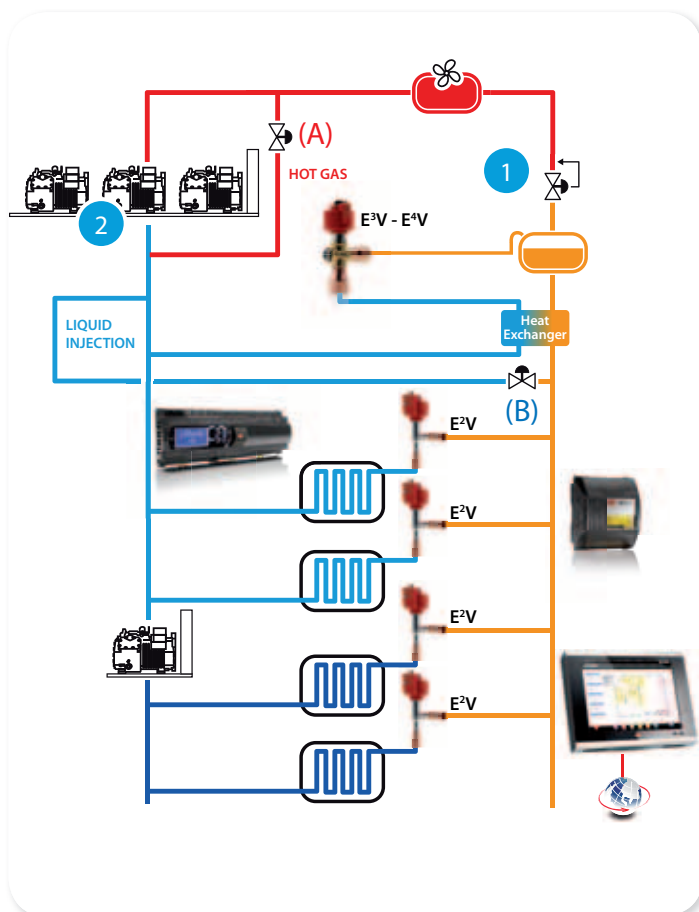 (A)
HOT GAS
1
2
E³V - E⁴V
LIQUID
INJECTION
Heat
Exchanger
(B)
E²V
E²V
E²V
E²V